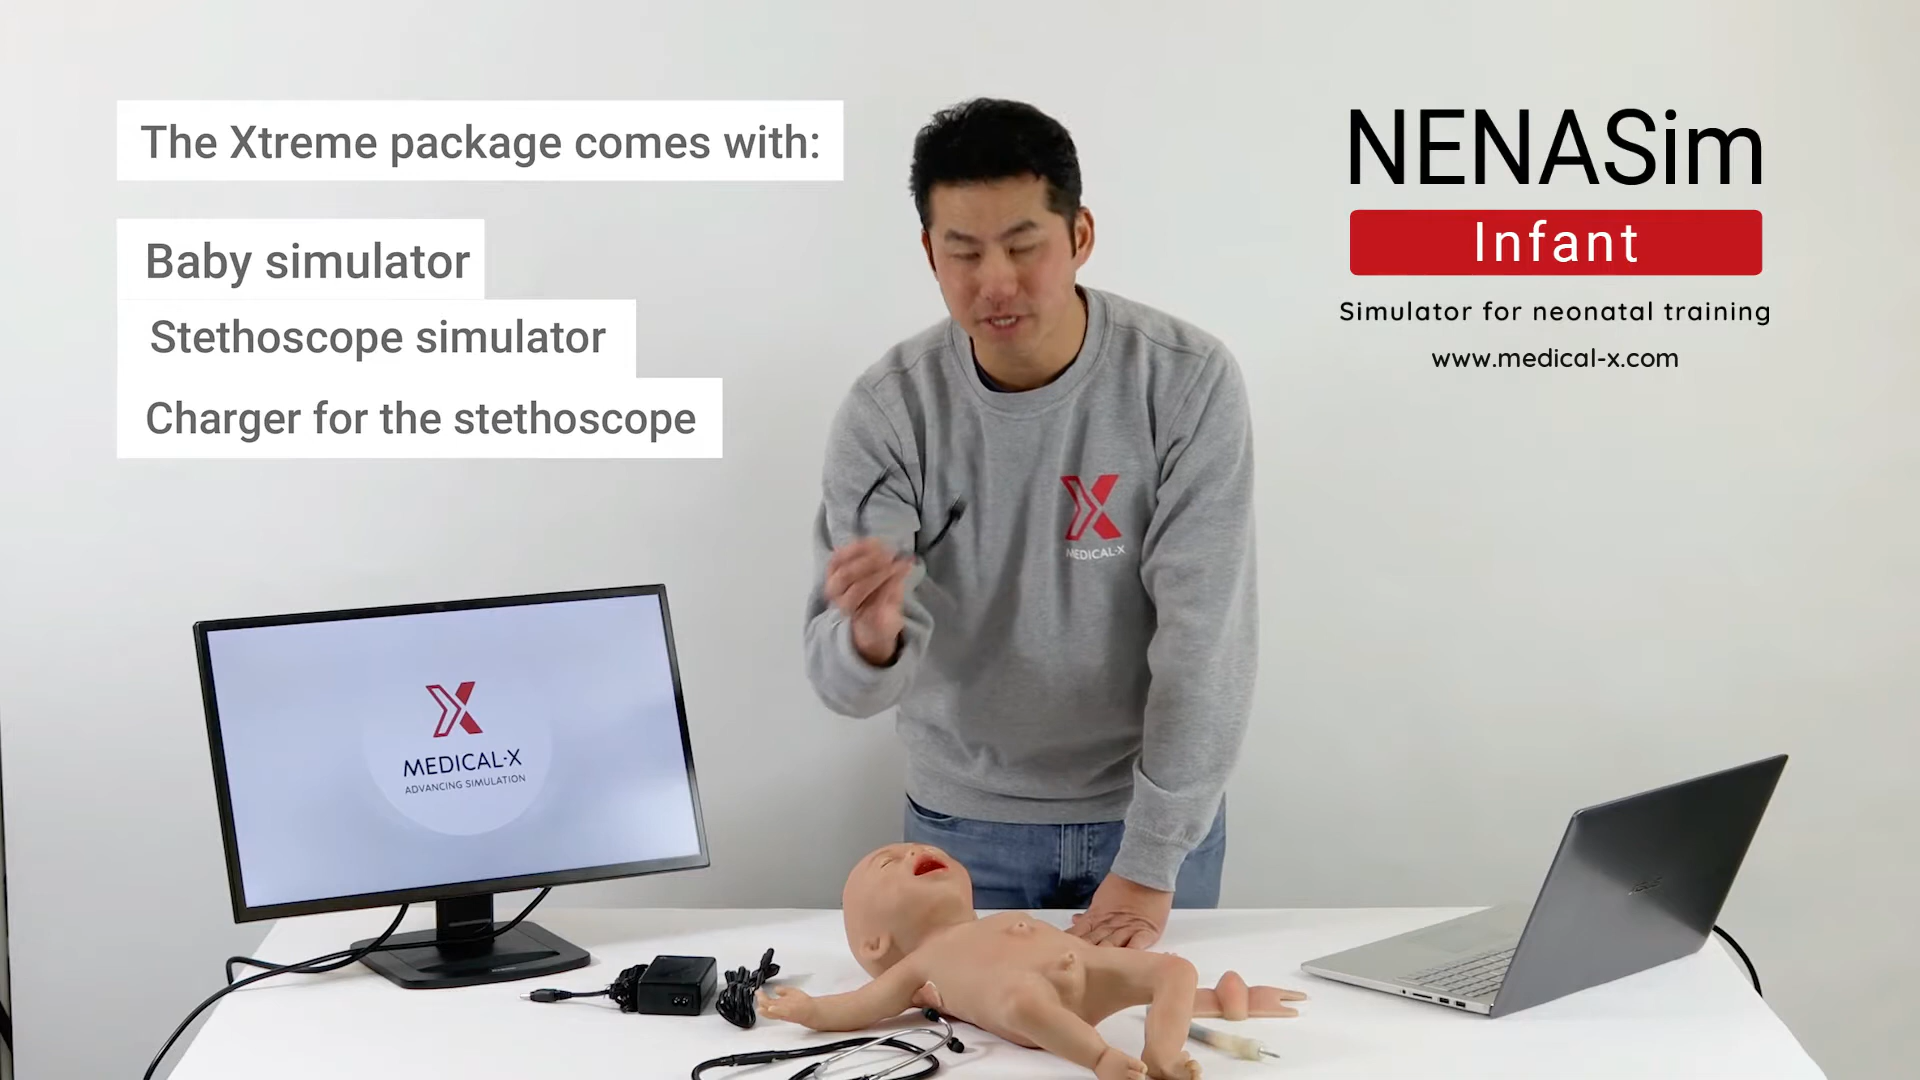 The Xtreme package comes with:
Baby simulator
Stethoscope simulator
Charger for the stethoscope
NENASim
Infant
Simulator for neonatal training
www.medical-x.com
MEDICAL-X
MEDICAL-X
ADVANCING SIMULATION
ASUS